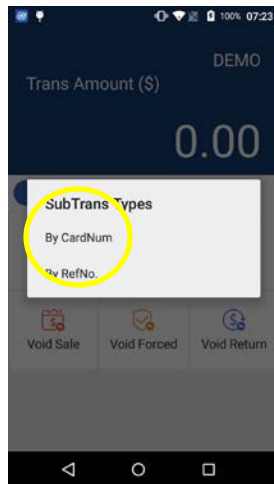 100% 07:23
DEMO
Trans Amount ($)
0.00
SubTrans Types
By CardNum
By RefNo.
Void Sale Void Forced Void Return